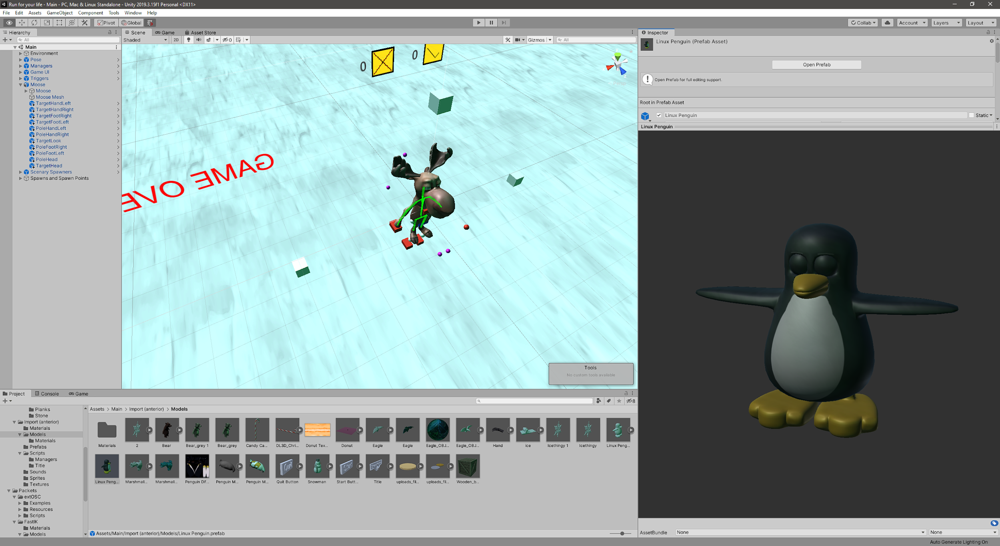 Run for your life - Main - PC, Mac & Linux Standalone - Unity 2019.3.15f1 Personal <DX11>
File Edit Assets GameObject Component Tools Window Help
Pivot Global Collab Account Layers Layout
Hierarchy
All
Main
Environment
Pose
Managers
Game UI
Triggers
Moose
Moose
Moose Mesh
TargetHandLeft
TargetHandRight
TargetFootRight
TargetFootLeft
PoleHandLeft
PoleHandRight
TargetLook
PoleFootRight
PoleFootLeft
PoleHead
TargetHead
Scenary Spawners
Spawns and Spawn Points
Scene Game Asset Store
Shaded 2D 0 Gizmos All
0 0
Persp
GAME OVE
Tools
No custom tools available
Inspector
Linux Penguin (Prefab Asset)
Open Prefab
Open Prefab for full editing support.
Root in Prefab Asset
Linux Penguin Static
Linux Penguin
Project Console Game
8
Planks
Stone
Import (anterior)
Materials
Models
Materials
Prefabs
Scripts
Managers
Title
Sounds
Sprites
Textures
Packets
extOSC
Examples
Resources
Scripts
FastIK
Materials
Models
Assets > Main > Import (anterior) > Models
Materials 2 Bear Bear_grey 1 Bear_grey Candy Ca... DL3D_Chri... Donut Tex... Donut Eagle Eagle Eagle_OBJ... Eagle_OBJ... Hand ice Icethingy 1 Icethingy Linux Peng...
Linux Peng... Marshmall... Marshmall... Penguin Dif... Penguin M... Penguin M... Quit Button Snowman Start Butt... Title uploads_fil... uploads_fil... Wooden_b...
Assets/Main/Import (anterior)/Models/Linux Penguin.prefab
AssetBundle None None
Auto Generate Lighting On